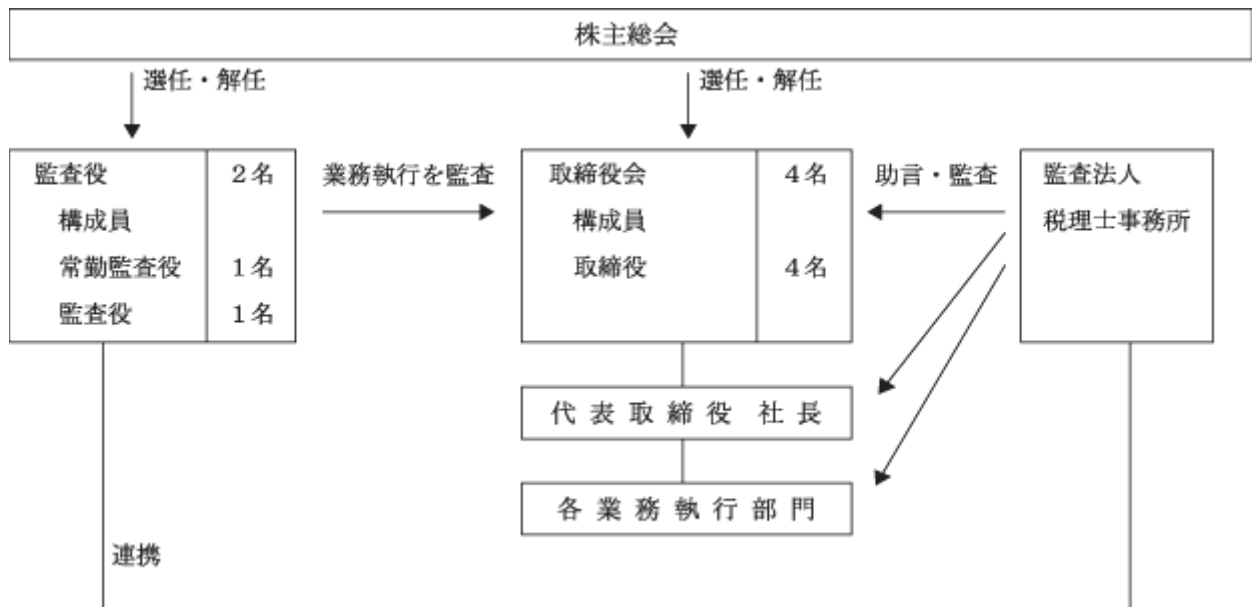 株主総会
選任・解任
選任・解任
監査役 2名
構成員
常勤監査役 1名
監査役 1名
業務執行を監査
取締役会 4名
構成員
取締役 4名
助言・監査
監査法人
税理士事務所
代表取締役 社長
各業務執行部門
連携